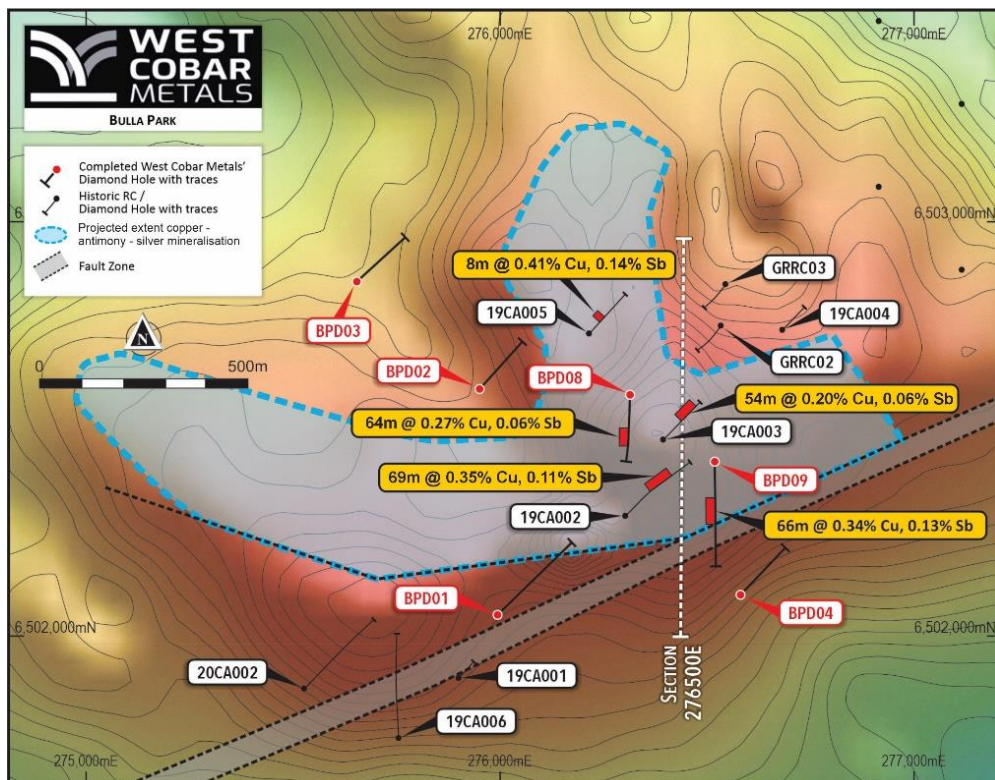 WEST
COBAR
METALS
BULLA PARK
276,000mE
277,000mE
Completed West Cobar Metals'
Diamond Hole with traces
Historic RC /
Diamond Hole with traces
Projected extent copper -
antimony - silver mineralisation
Fault Zone
6,503,000mN
N
0
500m
8m @ 0.41% Cu, 0.14% Sb
GRRC03
19CA005
19CA004
BPD03
GRRC02
BPD02
BPD08
54m @ 0.20% Cu, 0.06% Sb
64m @ 0.27% Cu, 0.06% Sb
19CA003
69m @ 0.35% Cu, 0.11% Sb
BPD09
19CA002
66m @ 0.34% Cu, 0.13% Sb
BPD01
BPD04
6,502,000mN
6,502,000mN
SECTION
276500E
20CA002
19CA001
19CA006
275,000mE
276,000mE
277,000mE